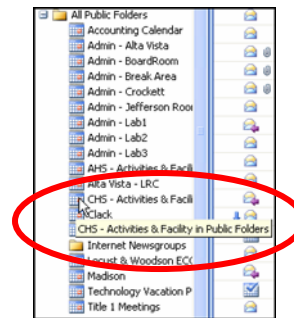 All Public Folders
Accounting Calendar
Admin - Alta Vista
Admin - BoardRoom
Admin - Break Area
Admin - Crockett
Admin - Jefferson Roor
Admin - Lab1
Admin - Lab2
Admin - Lab3
AHS - Activities & Facili
Alta Vista - LRC
CHS - Activities & Facili
Clack
CHS - Activities & Facility in Public Folders
Internet Newsgroups
Locust & Woodson ECC
Madison
Technology Vacation P
Title 1 Meetings